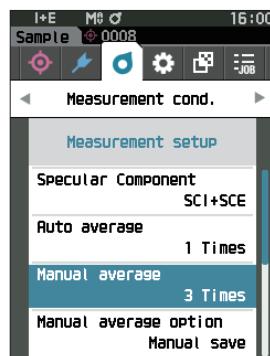 I+E M 16:00
Sample 0008
-JOB
Measurement cond.
Measurement setup
Specular Component
SCI+SCE
Auto average
1 Times
Manual average
3 Times
Manual average option
Manual save